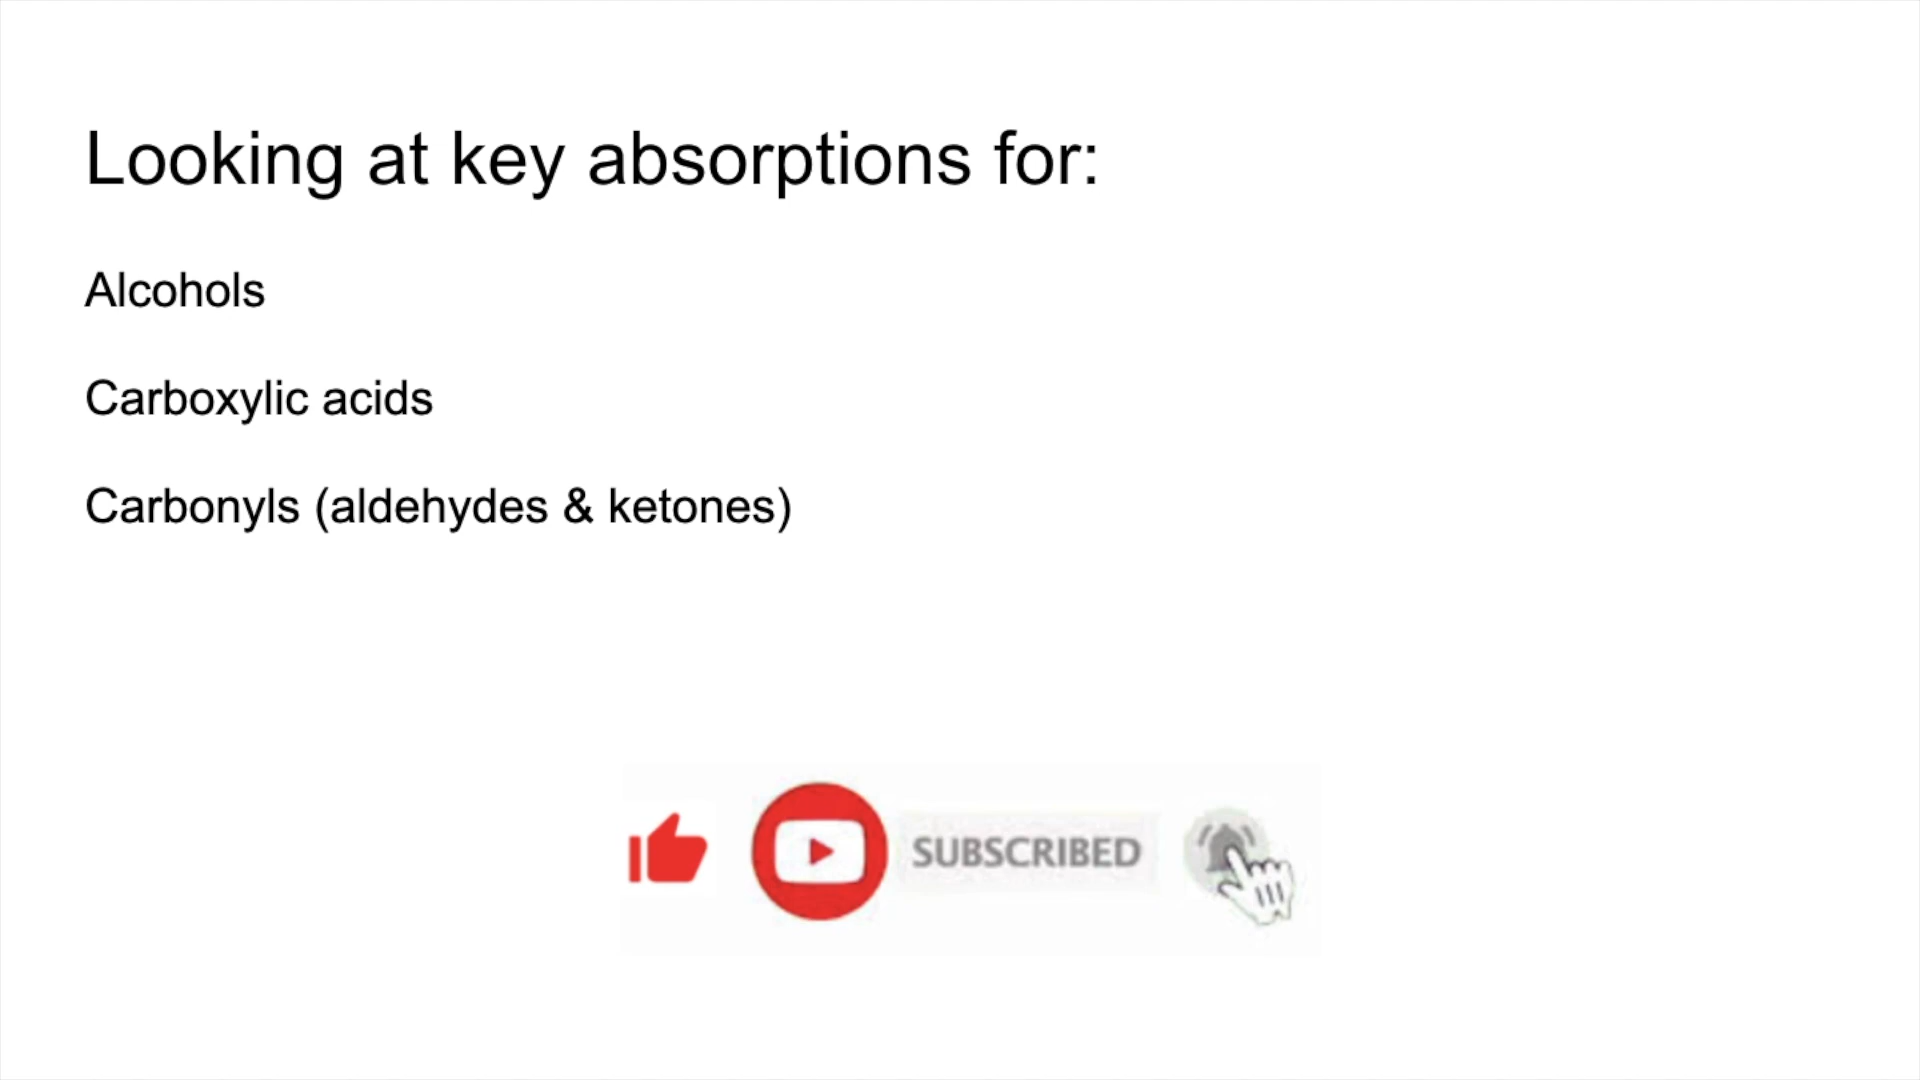 Looking at key absorptions for:
Alcohols
Carboxylic acids
Carbonyls (aldehydes & ketones)
SUBSCRIBED